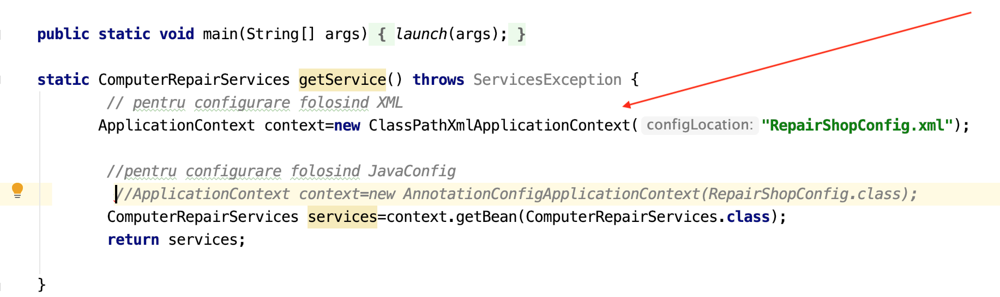 public static void main(String[] args) { launch(args); }
static ComputerRepairServices getService() throws ServicesException {
// pentru configurare folosind XML
ApplicationContext context=new ClassPathXmlApplicationContext( configLocation: "RepairShopConfig.xml");
//pentru configurare folosind JavaConfig
//ApplicationContext context=new AnnotationConfigApplicationContext(RepairShopConfig.class);
ComputerRepairServices services=context.getBean(ComputerRepairServices.class);
return services;
}